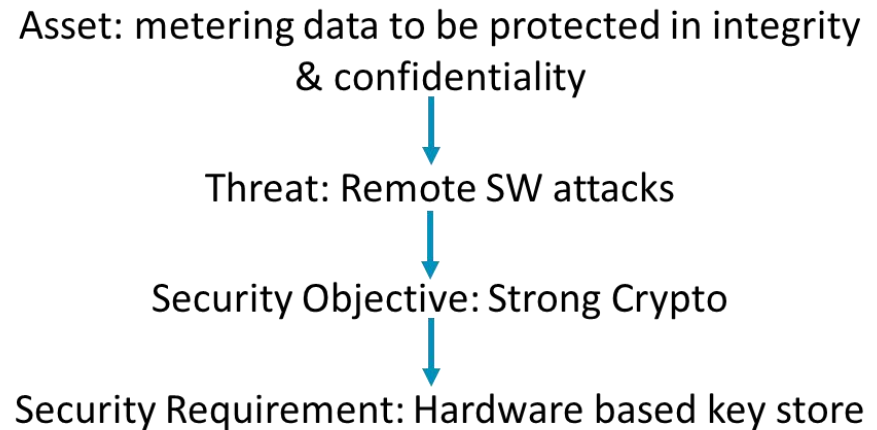 Asset: metering data to be protected in integrity
& confidentiality
Threat: Remote SW attacks
Security Objective: Strong Crypto
Security Requirement: Hardware based key store